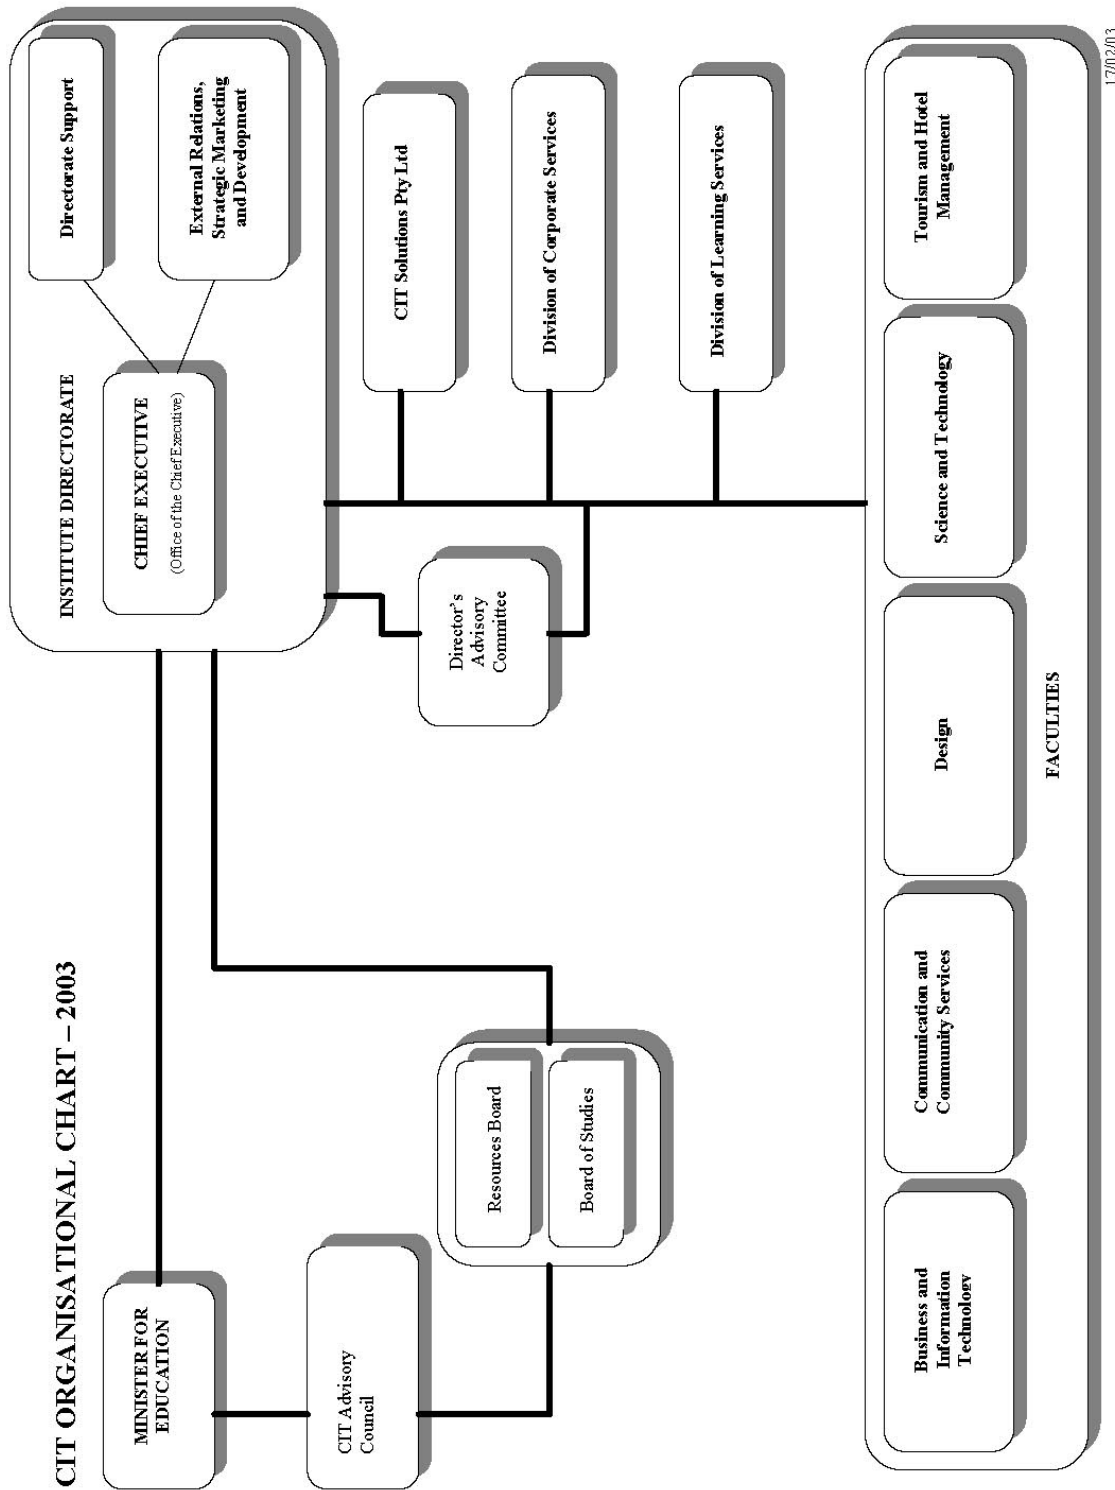 CIT ORGANISATIONAL CHART – 2003
MINISTER FOR
EDUCATION
INSTITUTE DIRECTORATE
CHIEF EXECUTIVE
(Office of the Chief Executive)
Directorate Support
External Relations,
Strategic Marketing
and Development
CIT Advisory
Council
Resources Board
Board of Studies
Director's
Advisory
Committee
CIT Solutions Pty Ltd
Division of Corporate Services
Division of Learning Services
Business and
Information
Technology
Communication and
Community Services
Design
Science and Technology
Tourism and Hotel
Management
FACULTIES
17/02/03